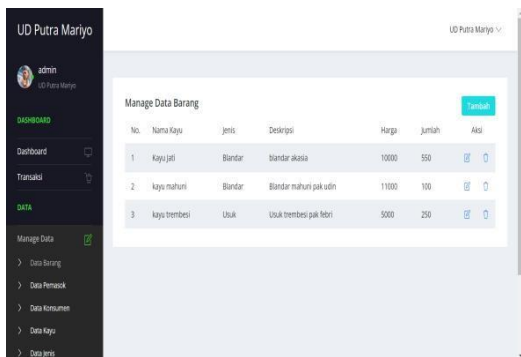 UD Putra Mariyo
UD Putra Mariyo
admin
UD Putra Mariyo
DASHBOARD
Dashboard
Transaksi
DATA
Manage Data
Data Barang
Data Pemasok
Data Konsumen
Data Kayu
Data Jenis
Manage Data Barang
Tambah
No. Nama Kayu Jenis Deskripsi Harga Jumlah Aksi
1 Kayu Jati Blandar blandar akasia 10000 550
2 kayu mahuni Blandar Blandar mahuni pak udin 11000 100
3 kayu trembesi Usuk Usuk trembesi pak febri 5000 250